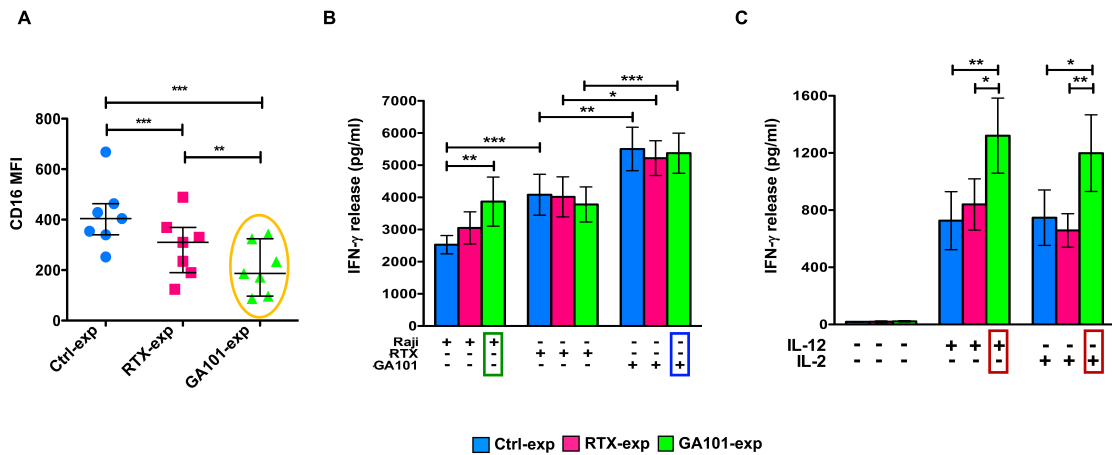 A
B
C
***
***
**
CD16 MFI
800
600
400
200
0
Ctrl-exp
RTX-exp
GA101-exp
***
*
**
***
**
IFN-γ release (pg/ml)
7000
6000
5000
4000
3000
2000
1000
0
Raji + + + - - - - - -
RTX - - - + + + - - -
GA101 - - - - - - + + +
** *
* **
IFN-γ release (pg/ml)
1600
1200
800
400
0
IL-12 - - - + + + - - -
IL-2 - - - - - - + + +
Ctrl-exp RTX-exp GA101-exp